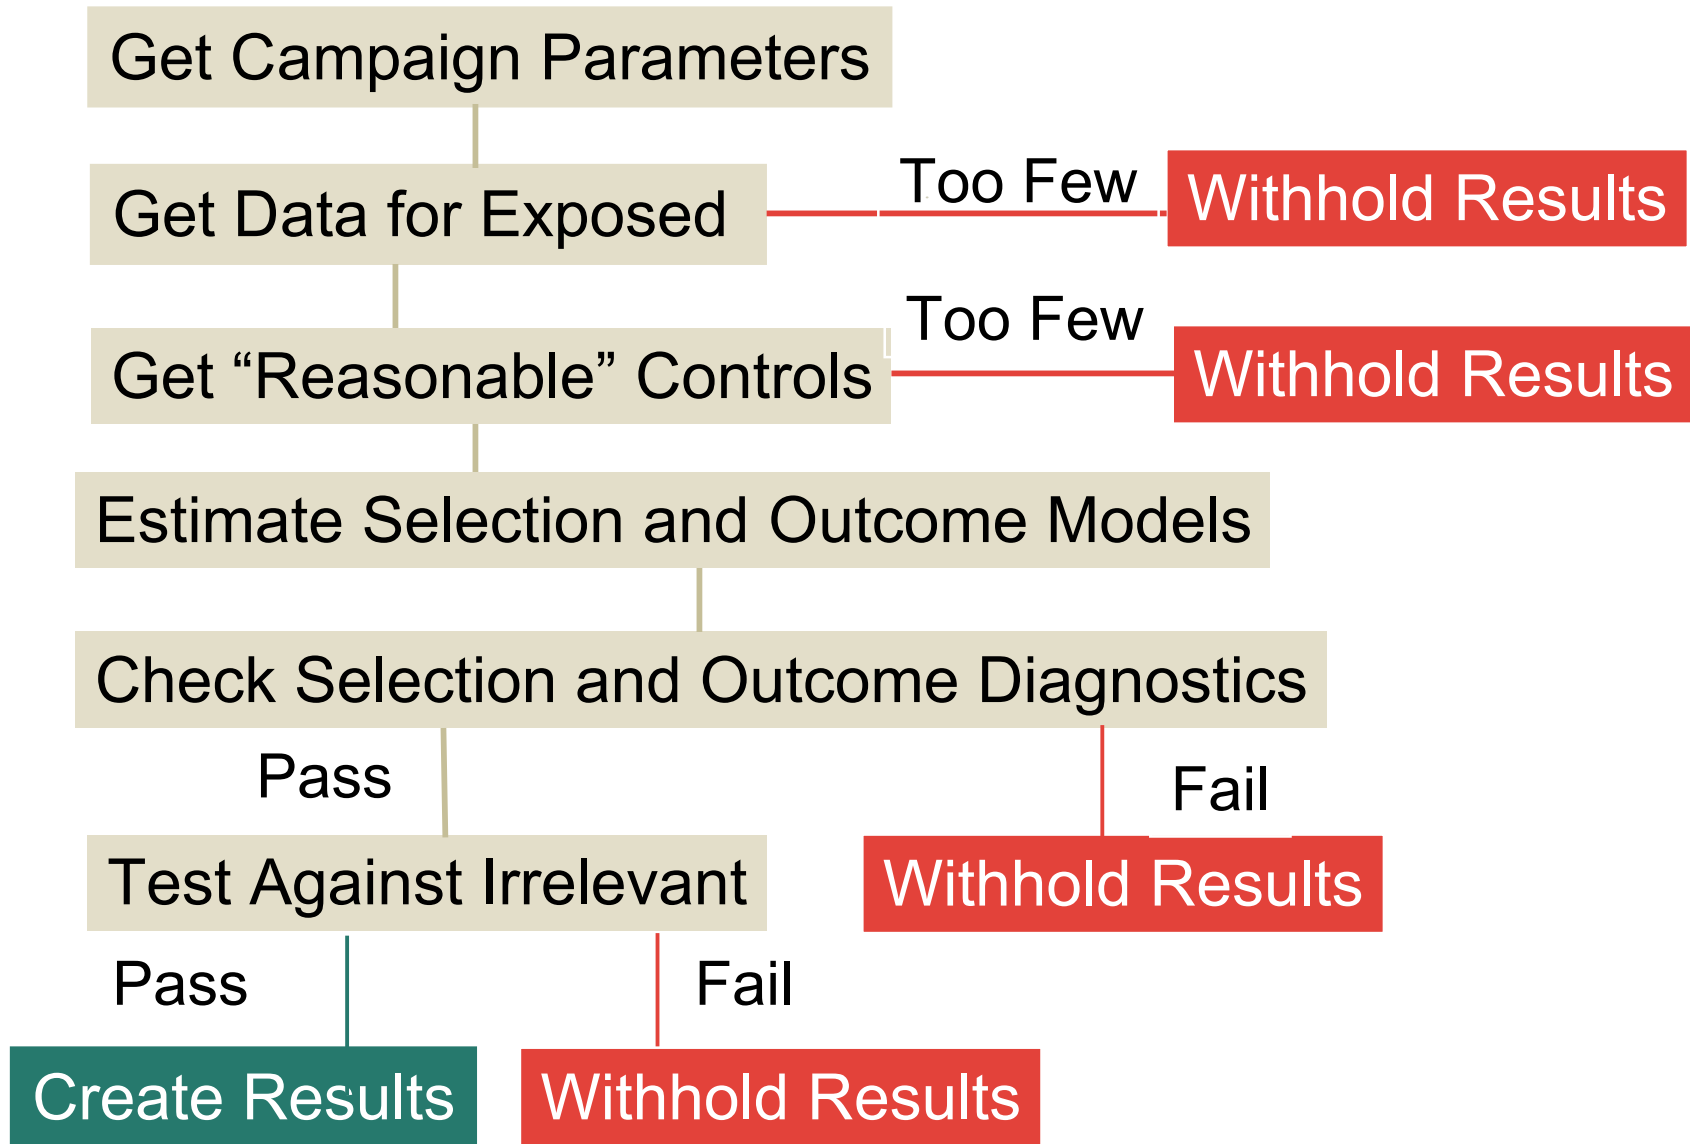 Get Campaign Parameters
Too Few
Get Data for Exposed
Withhold Results
Too Few
Get “Reasonable” Controls
Withhold Results
Estimate Selection and Outcome Models
Check Selection and Outcome Diagnostics
Pass
Fail
Test Against Irrelevant
Withhold Results
Pass
Fail
Create Results
Withhold Results